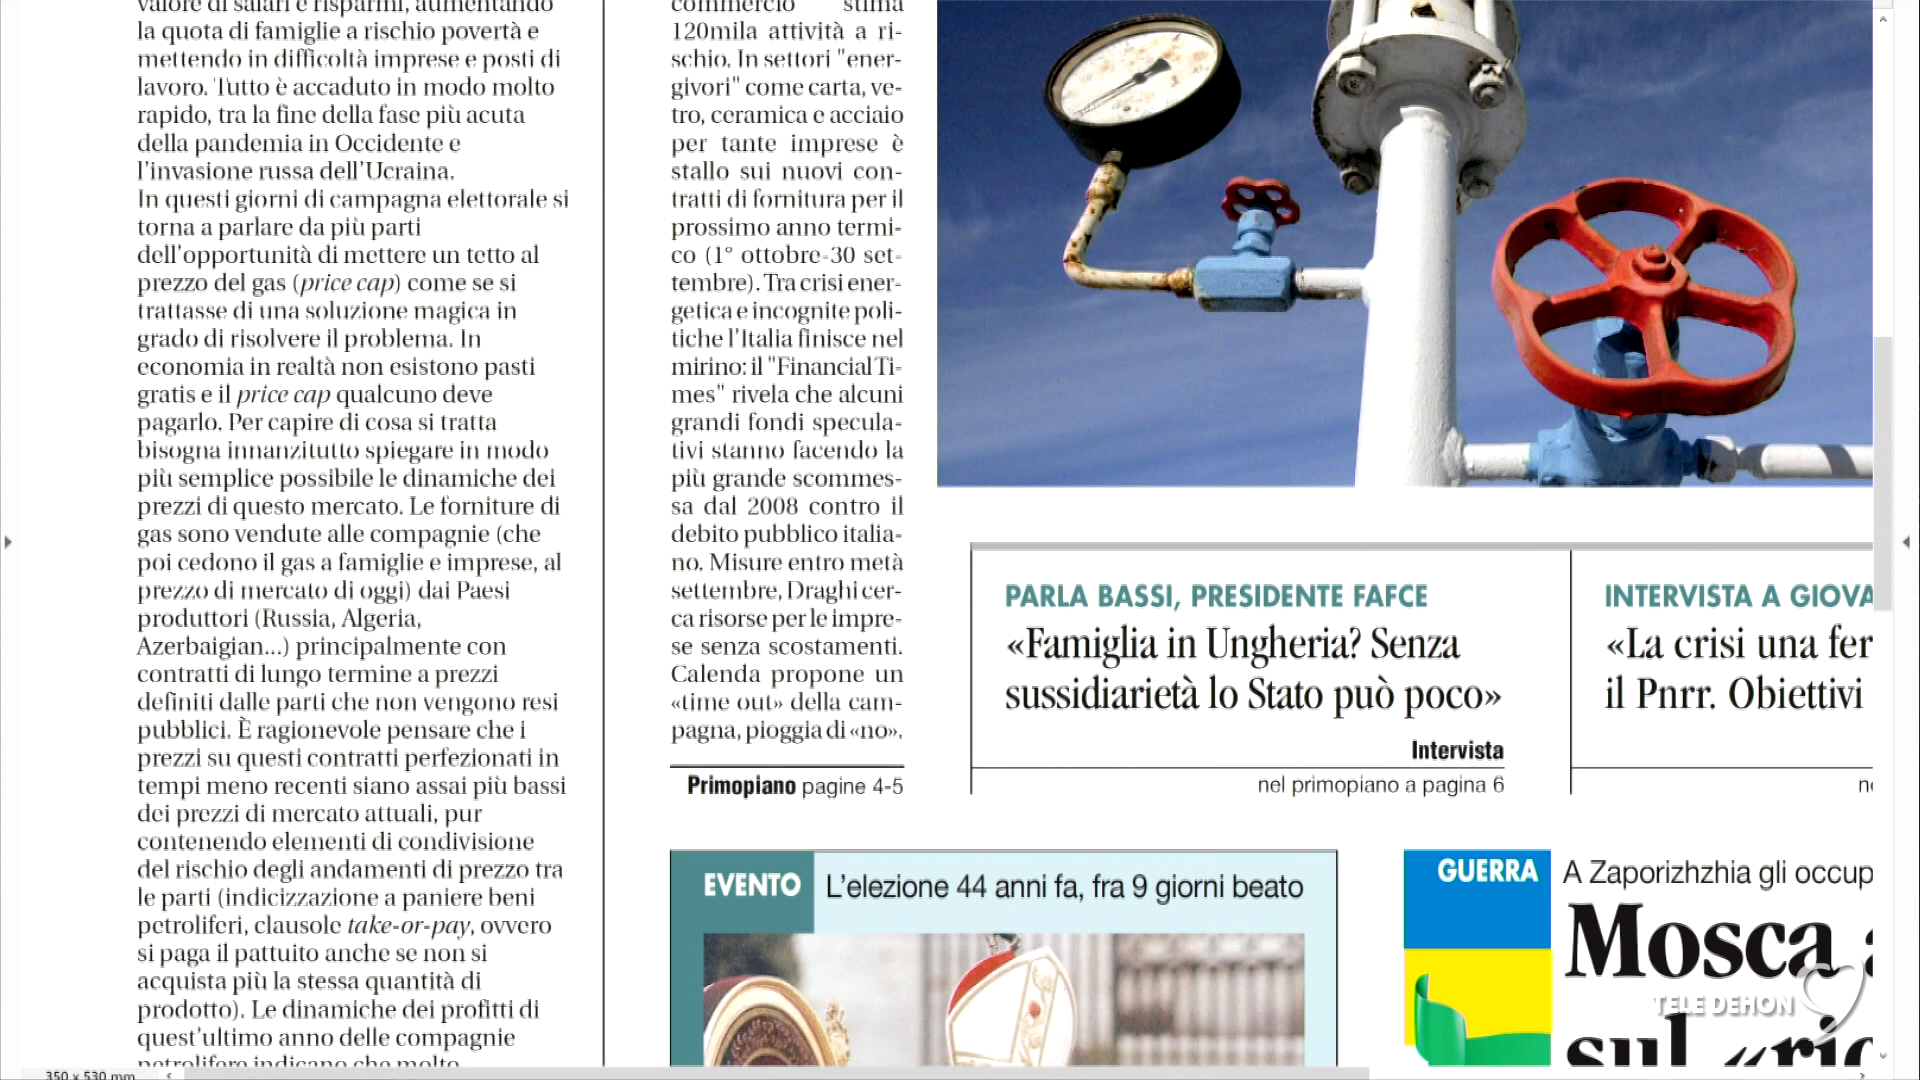 valore di salari e risparmi, aumentando
la quota di famiglie a rischio povertà e
mettendo in difficoltà imprese e posti di
lavoro. Tutto è accaduto in modo molto
rapido, tra la fine della fase più acuta
della pandemia in Occidente e
l'invasione russa dell'Ucraina.
In questi giorni di campagna elettorale si
torna a parlare da più parti
dell'opportunità di mettere un tetto al
prezzo del gas (price cap) come se si
trattasse di una soluzione magica in
grado di risolvere il problema. In
economia in realtà non esistono pasti
gratis e il price cap qualcuno deve
pagarlo. Per capire di cosa si tratta
bisogna innanzitutto spiegare in modo
più semplice possibile le dinamiche dei
prezzi di questo mercato. Le forniture di
gas sono vendute alle compagnie (che
poi cedono il gas a famiglie e imprese, al
prezzo di mercato di oggi) dai Paesi
produttori (Russia, Algeria,
Azerbaigian...) principalmente con
contratti di lungo termine a prezzi
definiti dalle parti che non vengono resi
pubblici. È ragionevole pensare che i
prezzi su questi contratti perfezionati in
tempi meno recenti siano assai più bassi
dei prezzi di mercato attuali, pur
contenendo elementi di condivisione
del rischio degli andamenti di prezzo tra
le parti (indicizzazione a paniere beni
petroliferi, clausole take-or-pay, ovvero
si paga il pattuito anche se non si
acquista più la stessa quantità di
prodotto). Le dinamiche dei profitti di
quest'ultimo anno delle compagnie
petrolifere indicano che molto
commercio stima
120mila attività a ri-
schio. In settori "ener-
givori" come carta, ve-
tro, ceramica e acciaio
per tante imprese è
stallo sui nuovi con-
tratti di fornitura per il
prossimo anno termi-
co (1° ottobre-30 set-
tembre). Tra crisi ener-
getica e incognite poli-
tiche l'Italia finisce nel
mirino: il "Financial Ti-
mes" rivela che alcuni
grandi fondi specula-
tivi stanno facendo la
più grande scommes-
sa dal 2008 contro il
debito pubblico italia-
no. Misure entro metà
settembre, Draghi cer-
ca risorse per le impre-
se senza scostamenti.
Calenda propone un
«time out» della cam-
pagna, pioggia di «no».
Primopiano pagine 4-5
PARLA BASSI, PRESIDENTE FAFCE
«Famiglia in Ungheria? Senza
sussidiarietà lo Stato può poco»
Intervista
nel primopiano a pagina 6
INTERVISTA A GIOVA
«La crisi una fer
il Pnrr. Obiettivi
EVENTO L'elezione 44 anni fa, fra 9 giorni beato
GUERRA A Zaporizhzhia gli occup
Mosca a
sul «ric
TELE DEHON
350 x 530 mm